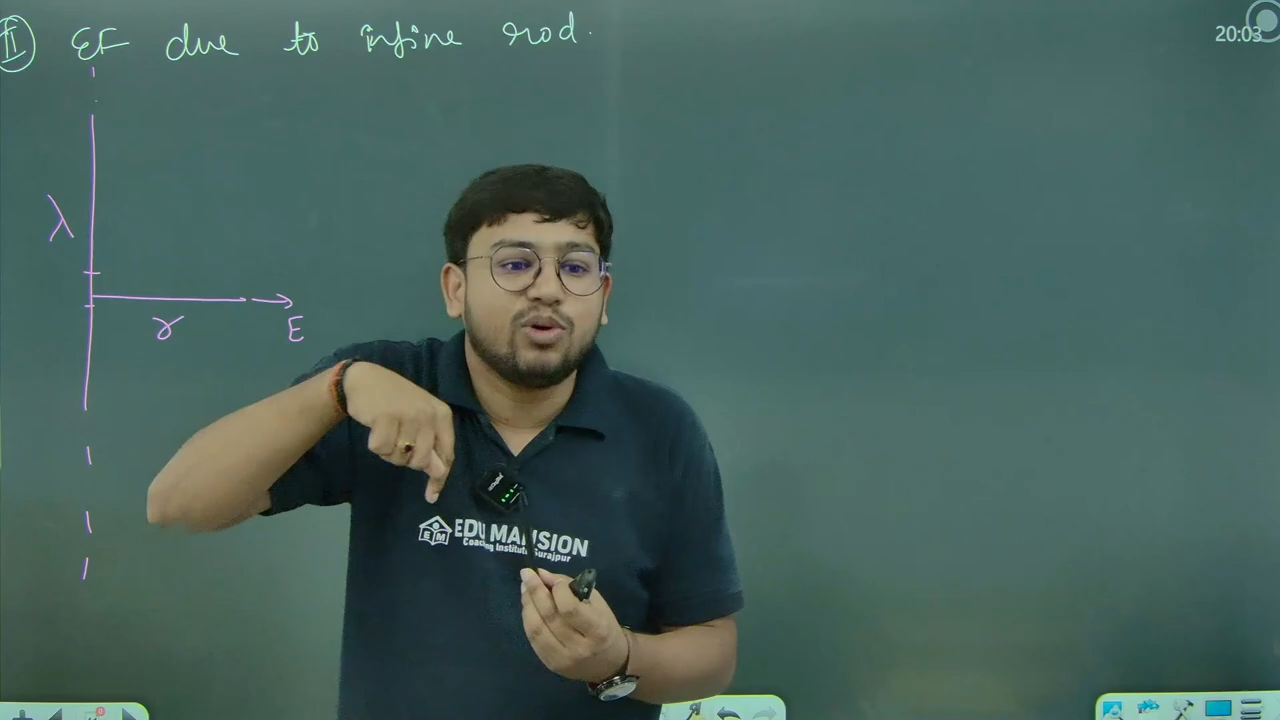 II EF due to infine rod.
20:03
λ
r
E
EDU MANSION
Coaching Institute Surajpur